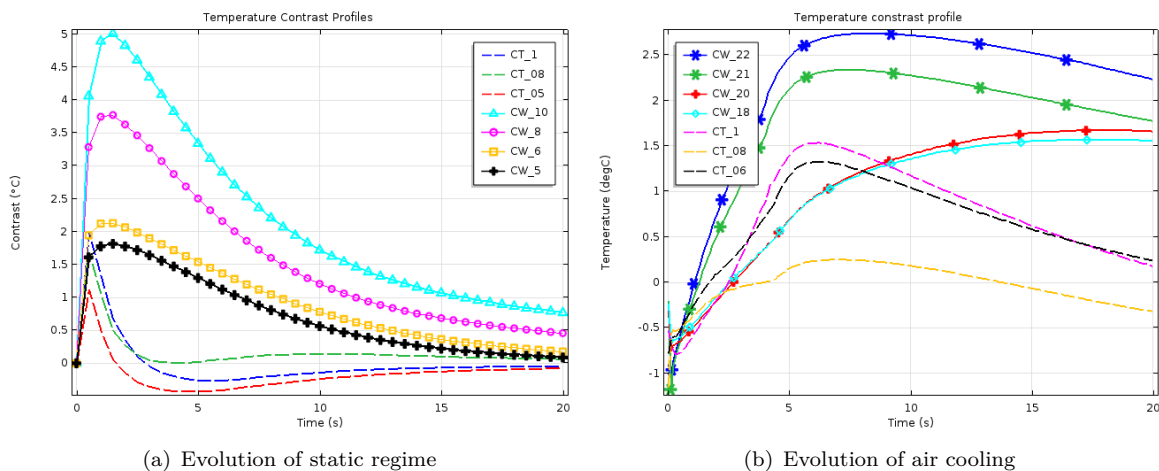 Temperature Contrast Profiles
Contrast (°C)
5
4.5
4
3.5
3
2.5
2
1.5
1
0.5
0
CT_1
CT_08
CT_05
CW_10
CW_8
CW_6
CW_5
0
5
10
15
20
Time (s)
(a) Evolution of static regime
Temperature constrast profile
Temperature (degC)
2.5
2
1.5
1
0.5
0
-0.5
-1
CW_22
CW_21
CW_20
CW_18
CT_1
CT_08
CT_06
0
5
10
15
20
Time (s)
(b) Evolution of air cooling